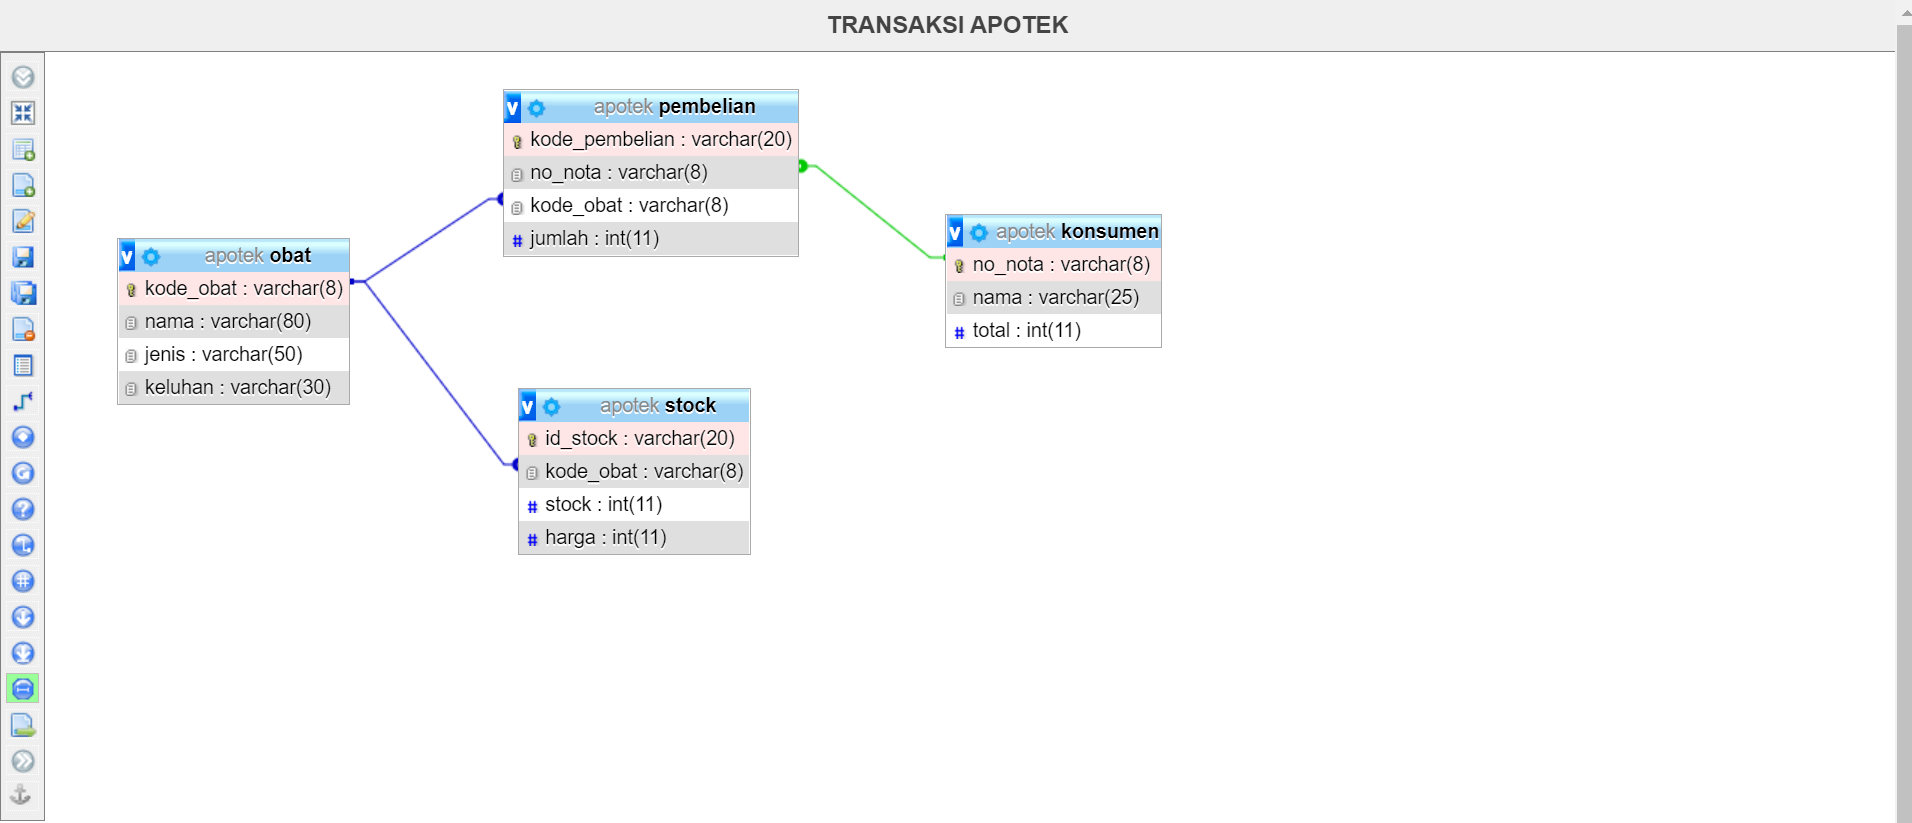 TRANSAKSI APOTEK
v apotek pembelian
kode_pembelian : varchar(20)
no_nota : varchar(8)
kode_obat : varchar(8)
# jumlah : int(11)
v apotek konsumen
no_nota : varchar(8)
nama : varchar(25)
# total : int(11)
v apotek obat
kode_obat : varchar(8)
nama : varchar(80)
jenis : varchar(50)
keluhan : varchar(30)
v apotek stock
id_stock : varchar(20)
kode_obat : varchar(8)
# stock : int(11)
# harga : int(11)